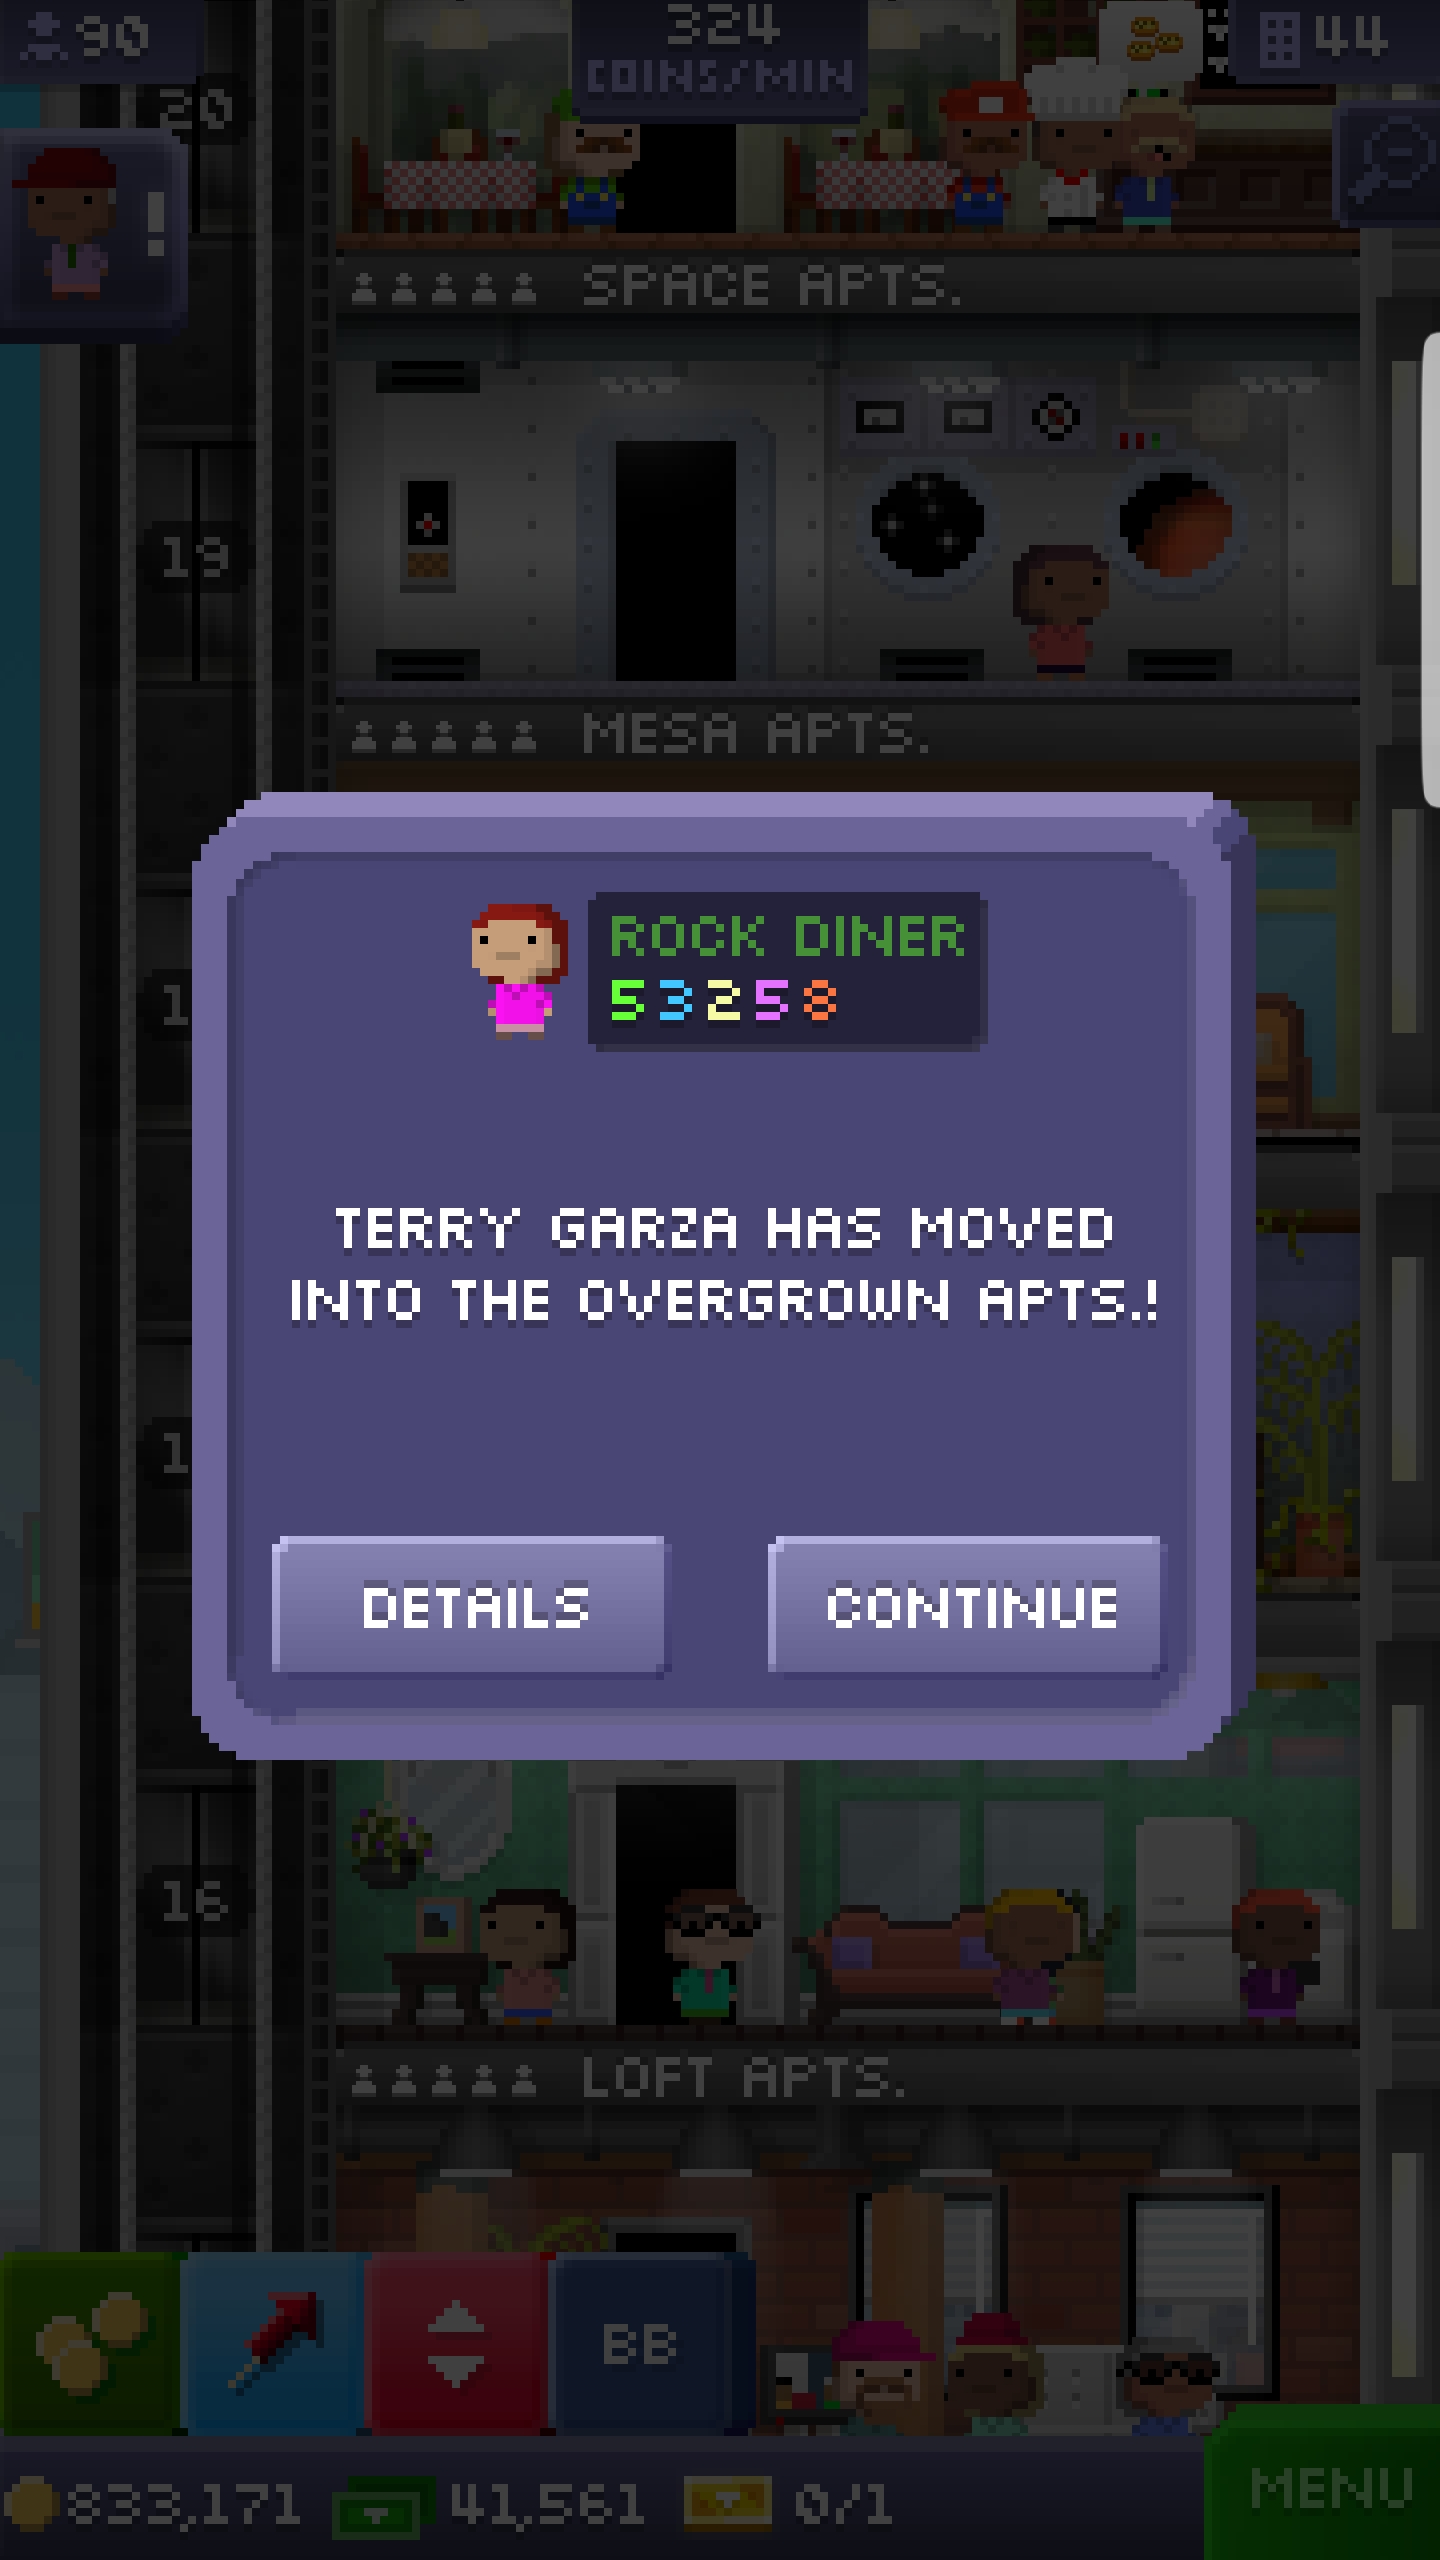 90
324
COINS/MIN
44
20
!
SPACE APTS.
19
MESA APTS.
ROCK DINER
53258
TERRY GARZA HAS MOVED
INTO THE OVERGROWN APTS.!
DETAILS
CONTINUE
16
LOFT APTS.
BB
833,171
41,561
0/1
MENU